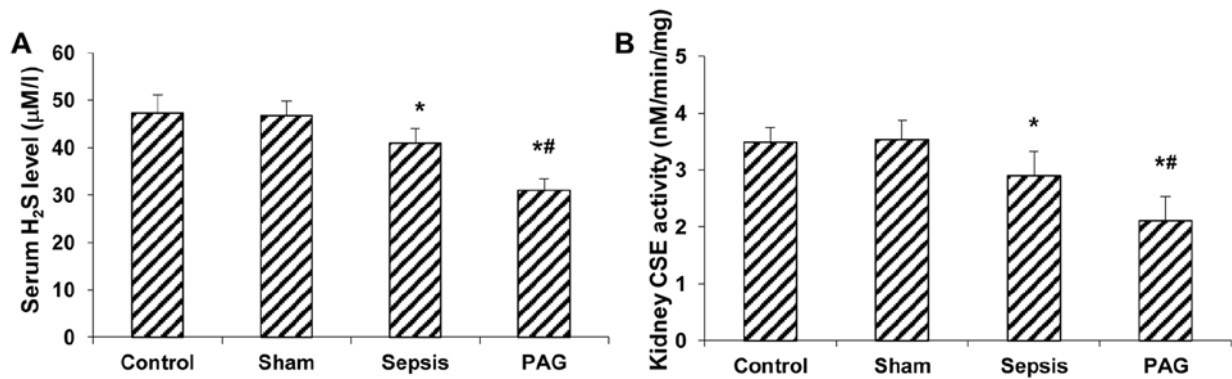 A
Serum H₂S level (μM/l)
60
50
40
30
20
10
0
*
*#
Control Sham Sepsis PAG
B
Kidney CSE activity (nM/min/mg)
5
4
3
2
1
0
*
*#
Control Sham Sepsis PAG